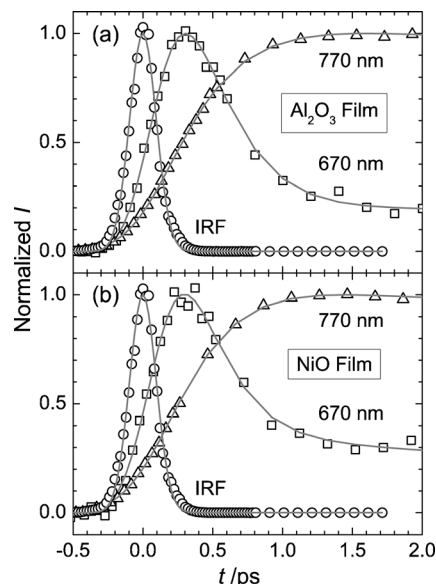 (a)
1.0
770 nm
Al₂O₃ Film
0.5
670 nm
IRF
0.0
Normalized I
(b)
1.0
770 nm
NiO Film
0.5
670 nm
IRF
0.0
-0.5 0.0 0.5 1.0 1.5 2.0
t /ps